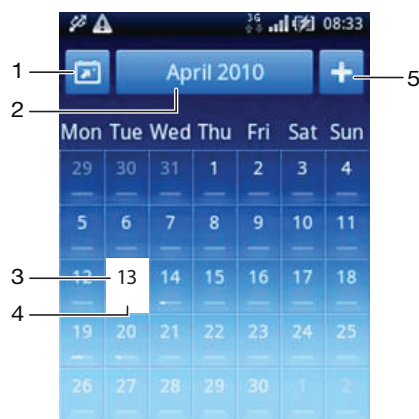 3G 08:33
1 April 2010 5
2
Mon Tue Wed Thu Fri Sat Sun
29 30 31 1 2 3 4
5 6 7 8 9 10 11
3 12 13 14 15 16 17 18
4
19 20 21 22 23 24 25
26 27 28 29 30 1 2